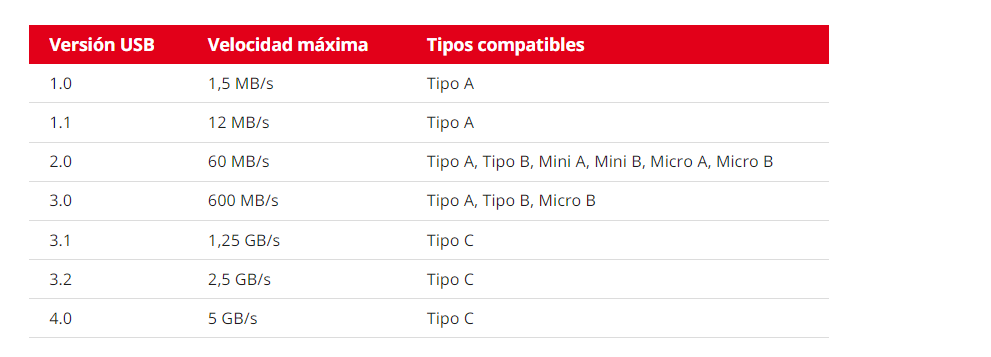 Versión USB Velocidad máxima Tipos compatibles
1.0 1,5 MB/s Tipo A
1.1 12 MB/s Tipo A
2.0 60 MB/s Tipo A, Tipo B, Mini A, Mini B, Micro A, Micro B
3.0 600 MB/s Tipo A, Tipo B, Micro B
3.1 1,25 GB/s Tipo C
3.2 2,5 GB/s Tipo C
4.0 5 GB/s Tipo C